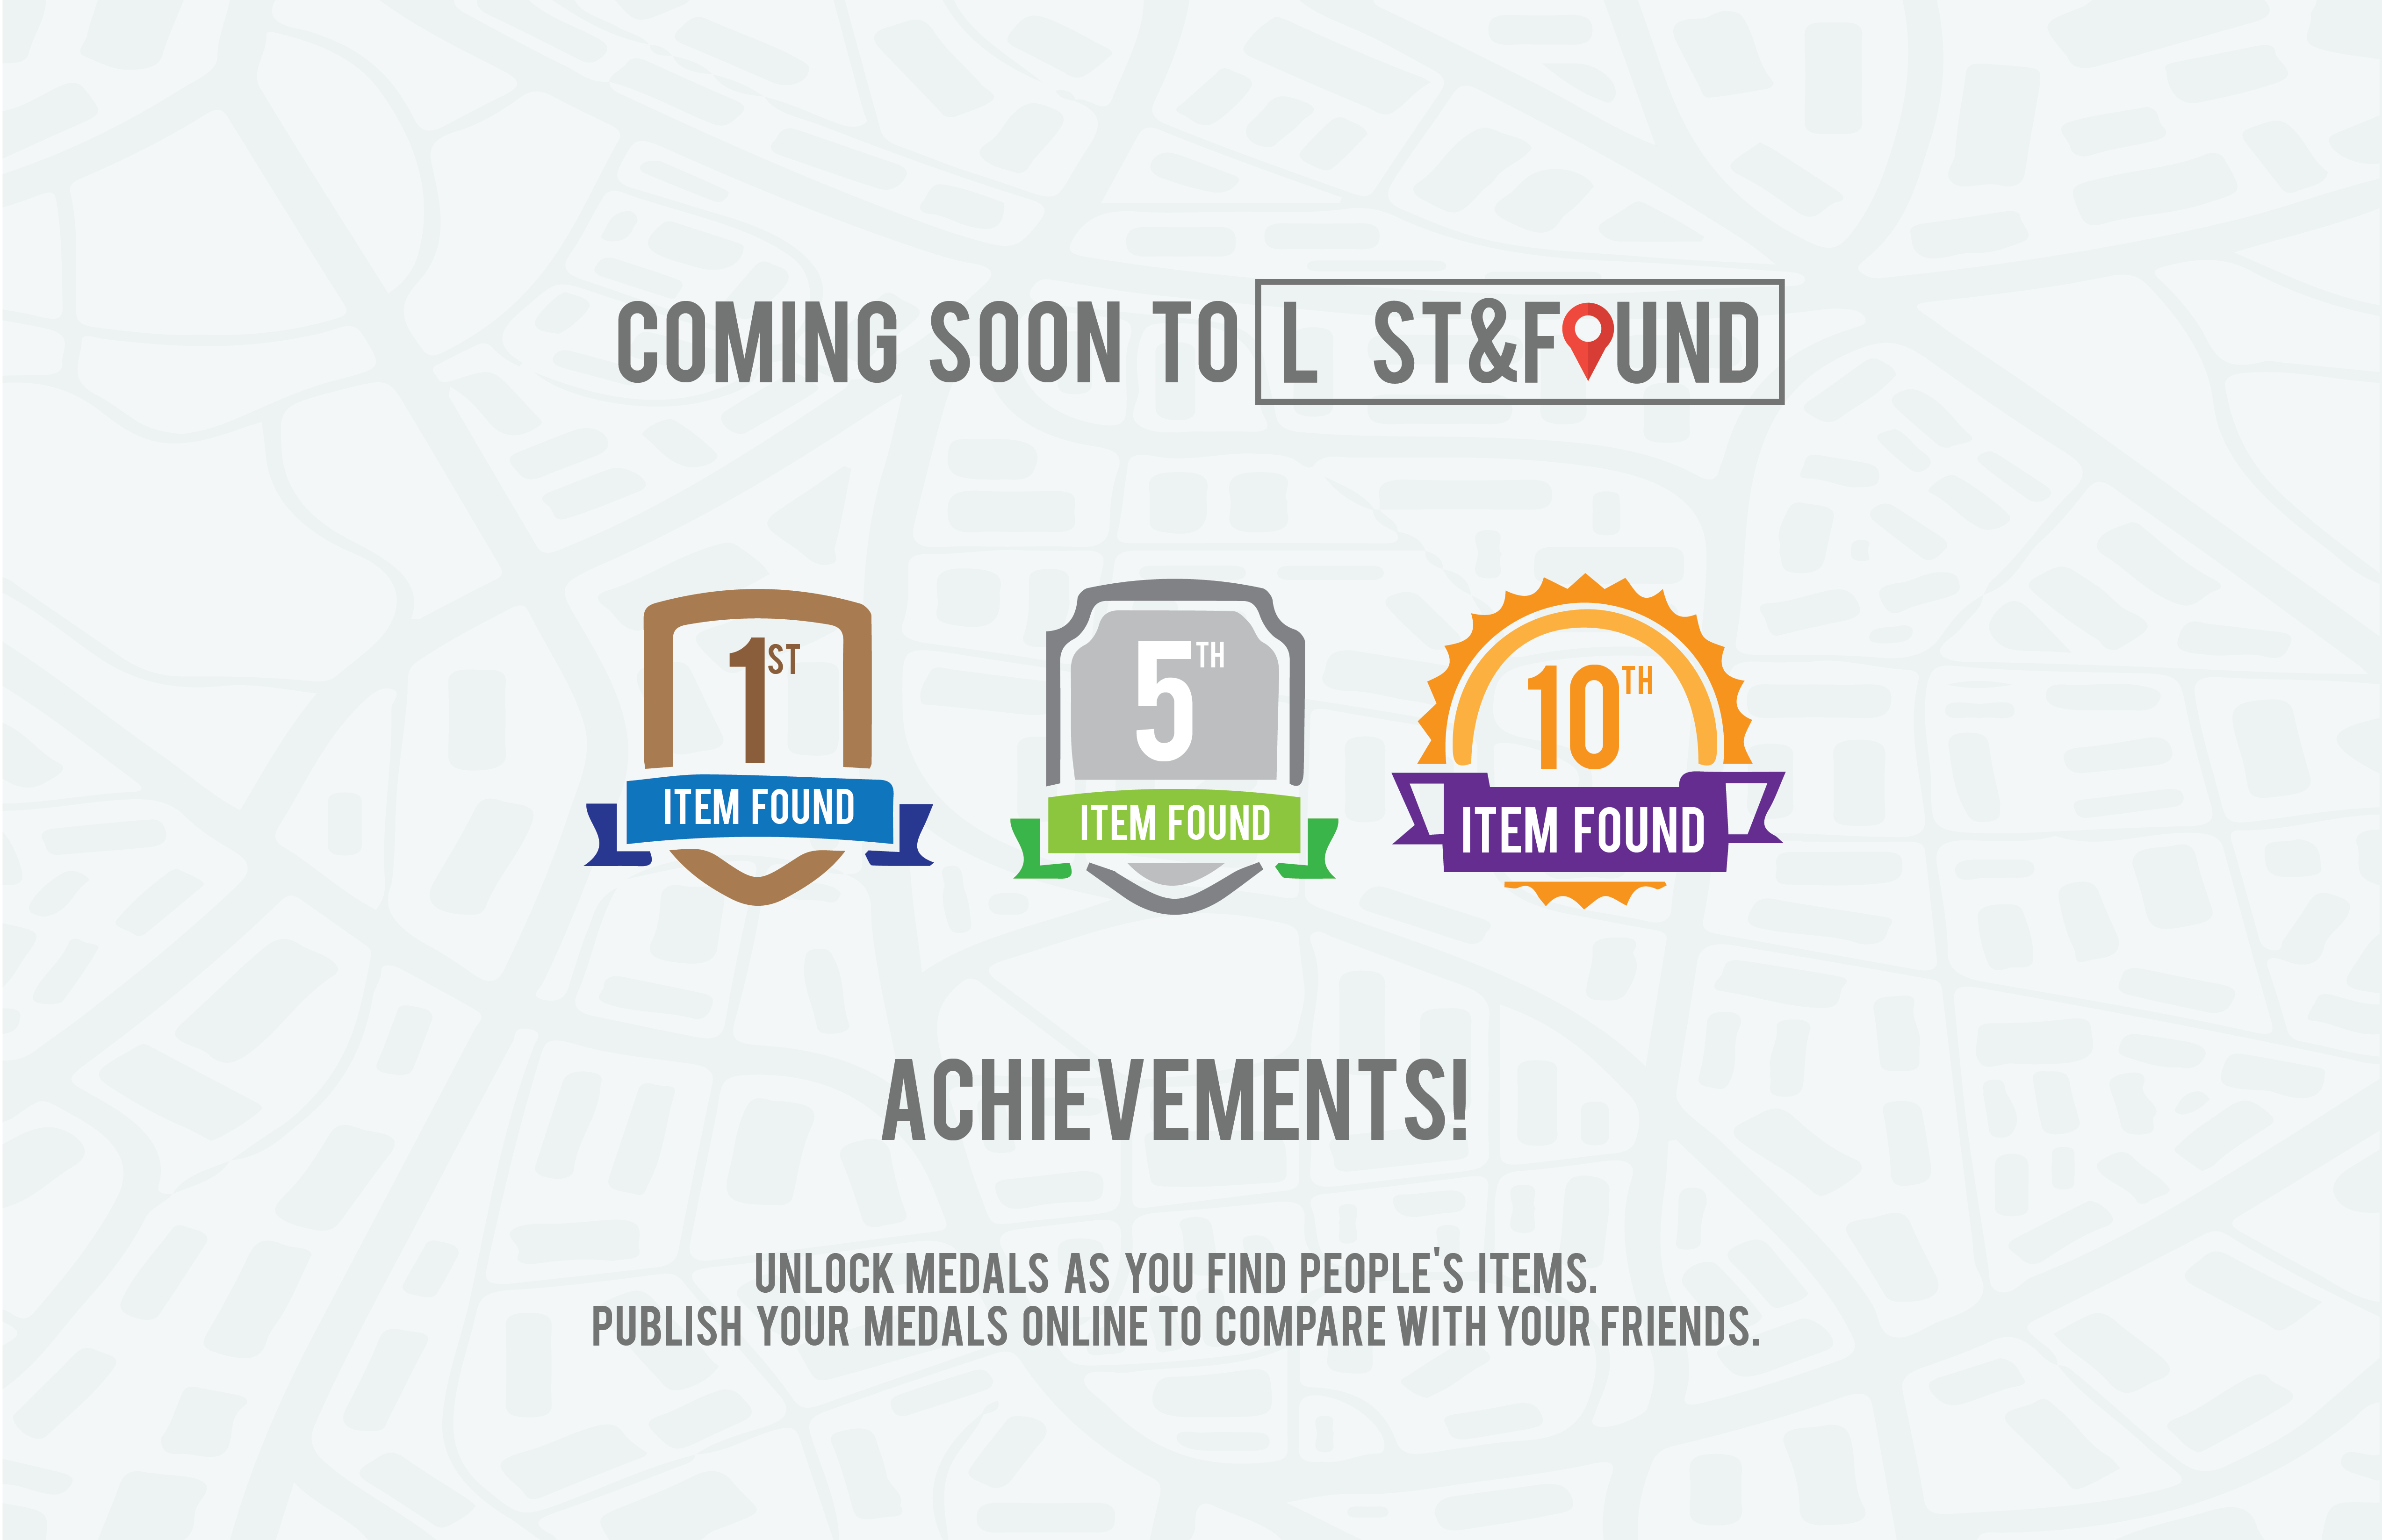 COMING SOON TO L ST&FOUND
1ST
ITEM FOUND
5TH
ITEM FOUND
10TH
ITEM FOUND
ACHIEVEMENTS!
UNLOCK MEDALS AS YOU FIND PEOPLE'S ITEMS.
PUBLISH YOUR MEDALS ONLINE TO COMPARE WITH YOUR FRIENDS.